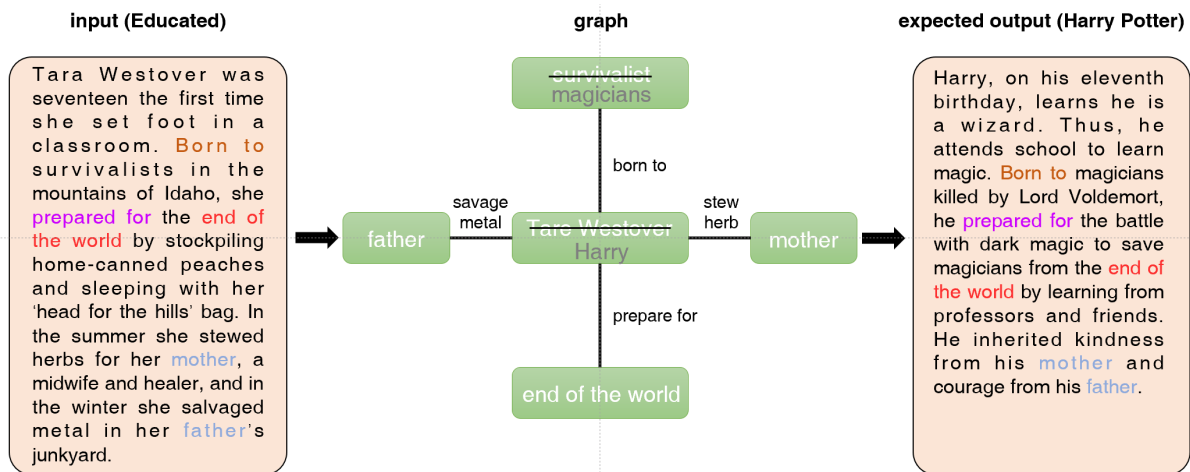 input (Educated)
Tara Westover was
seventeen the first time
she set foot in a
classroom. Born to
survivalists in the
mountains of Idaho, she
prepared for the end of
the world by stockpiling
home-canned peaches
and sleeping with her
‘head for the hills’ bag. In
the summer she stewed
herbs for her mother, a
midwife and healer, and in
the winter she salvaged
metal in her father’s
junkyard.
graph
survivalist
magicians
born to
savage
metal
stew
herb
father
Tare Westover
Harry
mother
prepare for
end of the world
expected output (Harry Potter)
Harry, on his eleventh
birthday, learns he is
a wizard. Thus, he
attends school to learn
magic. Born to magicians
killed by Lord Voldemort,
he prepared for the battle
with dark magic to save
magicians from the end of
the world by learning from
professors and friends.
He inherited kindness
from his mother and
courage from his father.